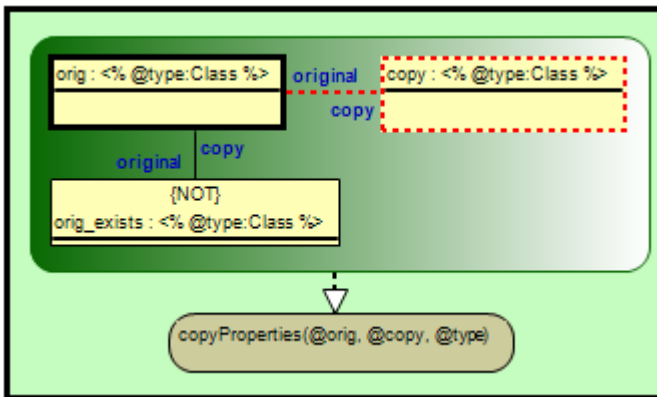 orig : <% @type:Class %>
original
copy : <% @type:Class %>
copy
copy
original
{NOT}
orig_exists : <% @type:Class %>
copyProperties(@orig, @copy, @type)